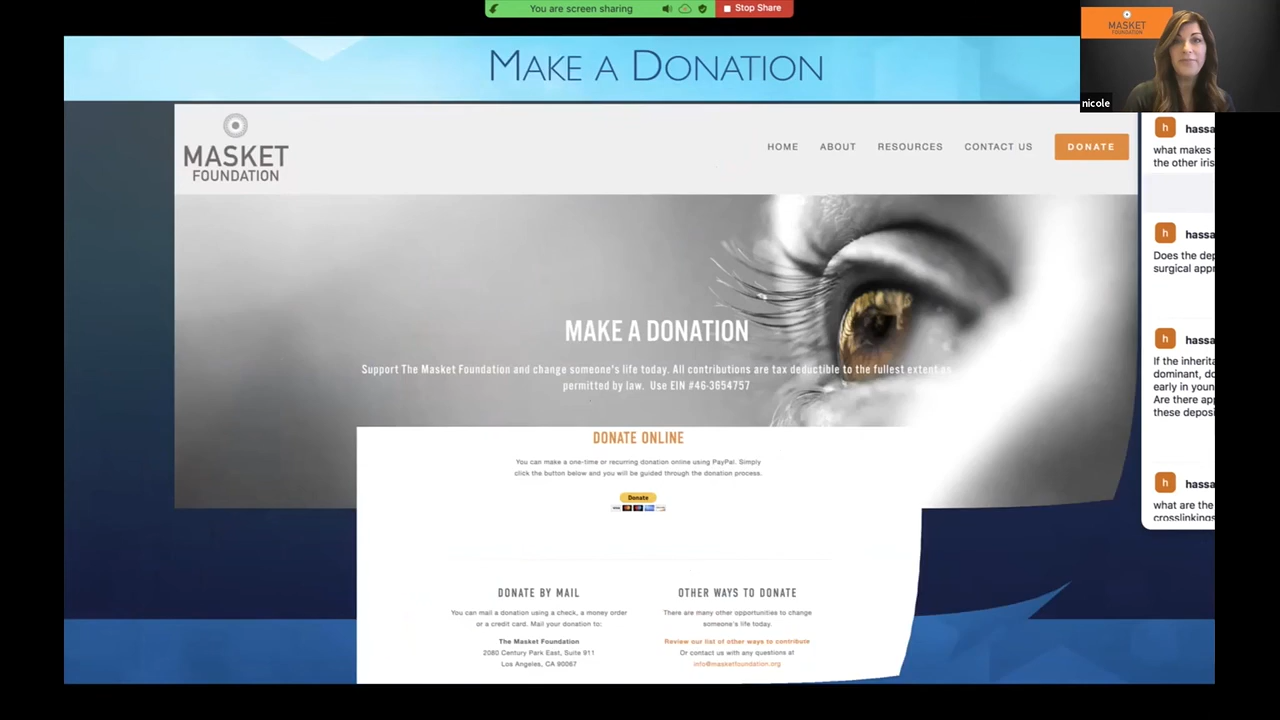 You are screen sharing
Stop Share
MAKE A DONATION
MASKET
FOUNDATION
nicole
MASKET
FOUNDATION
HOME
ABOUT
RESOURCES
CONTACT US
DONATE
MAKE A DONATION
Support The Masket Foundation and change someone's life today. All contributions are tax deductible to the fullest extent as
permitted by law. Use EIN #46-3654757
DONATE ONLINE
You can make a one-time or recurring donation online using PayPal. Simply
click the button below and you will be guided through the donation process.
Donate
DONATE BY MAIL
You can mail a donation using a check, a money order
or a credit card. Mail your donation to:
The Masket Foundation
2080 Century Park East, Suite 911
Los Angeles, CA 90067
OTHER WAYS TO DONATE
There are many other opportunities to change
someone's life today.
Review our list of other ways to contribute
Or contact us with any questions at
info@masketfoundation.org
h hassa
what makes
the other iris
h hassa
Does the dep
surgical appr
h hassa
If the inherita
dominant, do
early in youn
Are there app
these deposi
h hassa
what are the
crosslinkings